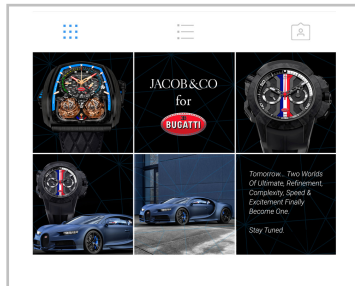 JACOB & CO
for
BUGATTI
Tomorrow... Two Worlds
Of Ultimate, Refinement,
Complexity, Speed &
Excitement Finally
Become One.
Stay Tuned.